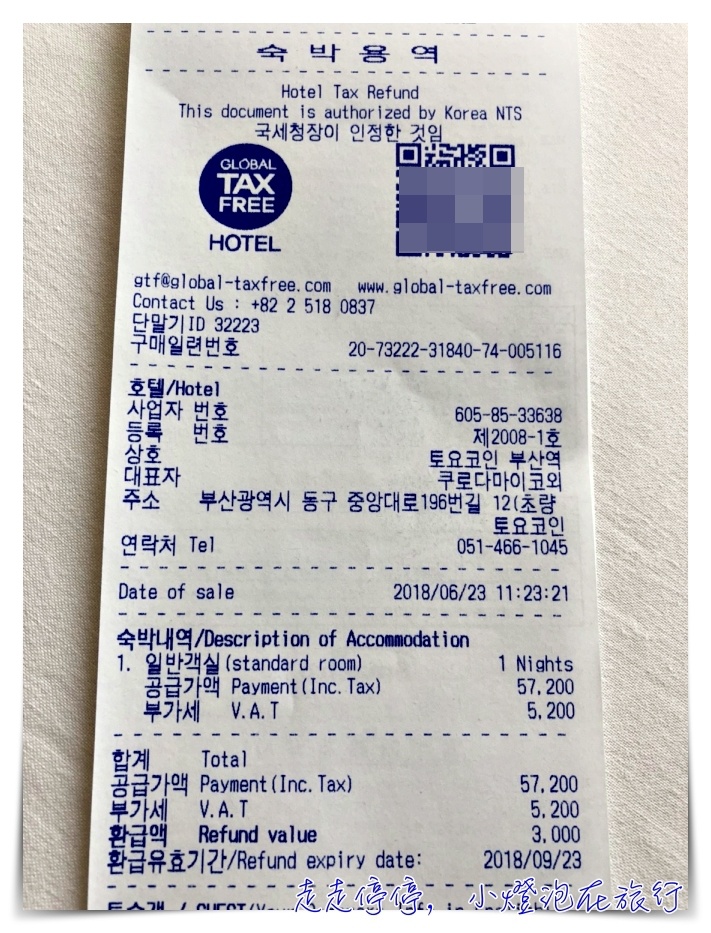 숙박용역
Hotel Tax Refund
This document is authorized by Korea NTS
국세청장이 인정한 것임
GLOBAL
TAX
FREE
HOTEL
gtf@global-taxfree.com www.global-taxfree.com
Contact Us : +82 2 518 0837
단말기ID 32223
구매일련번호 20-73222-31840-74-005116
호텔/Hotel
사업자 번호 605-85-33638
등록 번호 제2008-1호
상호 토요코인 부산역
대표자 쿠로다마이코외
주소 부산광역시 동구 중앙대로196번길 12(초량
토요코인
연락처 Tel 051-466-1045
Date of sale 2018/06/23 11:23:21
숙박내역/Description of Accommodation
1. 일반객실(standard room) 1 Nights
공급가액 Payment(Inc.Tax) 57,200
부가세 V.A.T 5,200
합계 Total
공급가액 Payment(Inc.Tax) 57,200
부가세 V.A.T 5,200
환급액 Refund value 3,000
환급유효기간/Refund expiry date: 2018/09/23
走走停停, 小燈泡在旅行